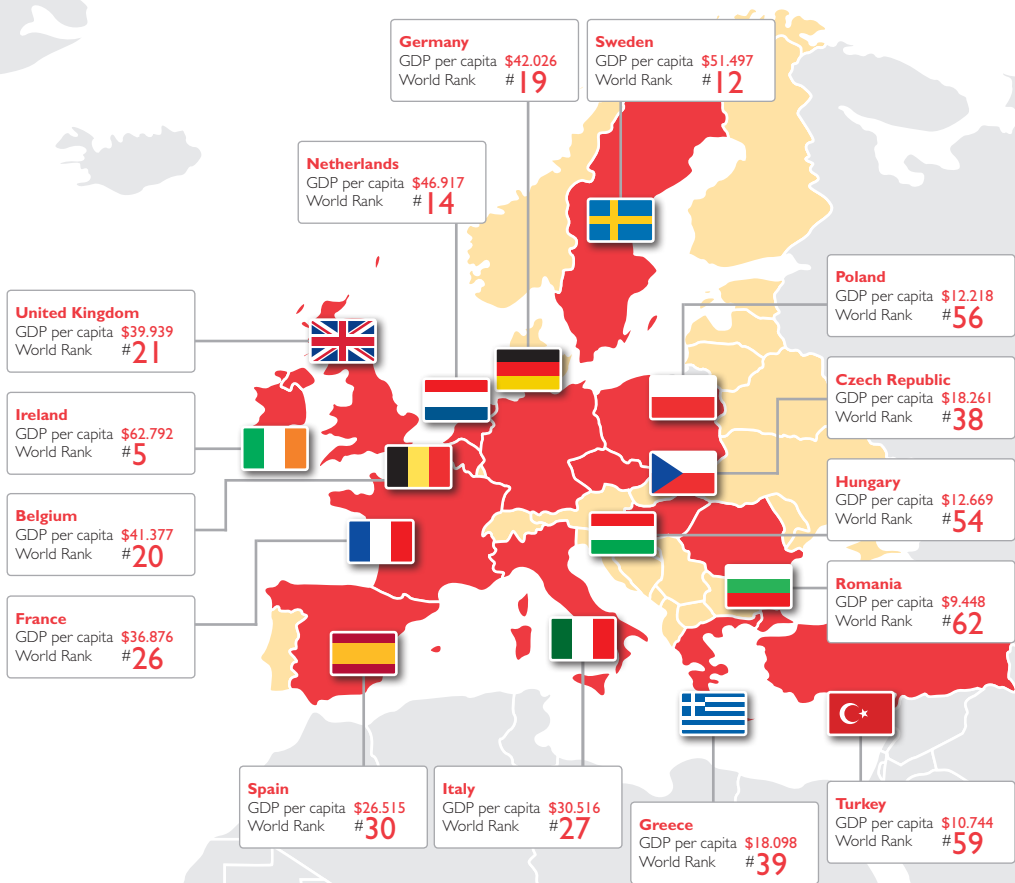 Germany
GDP per capita $42.026
World Rank #19
Sweden
GDP per capita $51.497
World Rank #12
Netherlands
GDP per capita $46.917
World Rank #14
United Kingdom
GDP per capita $39.939
World Rank #21
Ireland
GDP per capita $62.792
World Rank #5
Belgium
GDP per capita $41.377
World Rank #20
France
GDP per capita $36.876
World Rank #26
Poland
GDP per capita $12.218
World Rank #56
Czech Republic
GDP per capita $18.261
World Rank #38
Hungary
GDP per capita $12.669
World Rank #54
Romania
GDP per capita $9.448
World Rank #62
Spain
GDP per capita $26.515
World Rank #30
Italy
GDP per capita $30.516
World Rank #27
Greece
GDP per capita $18.098
World Rank #39
Turkey
GDP per capita $10.744
World Rank #59